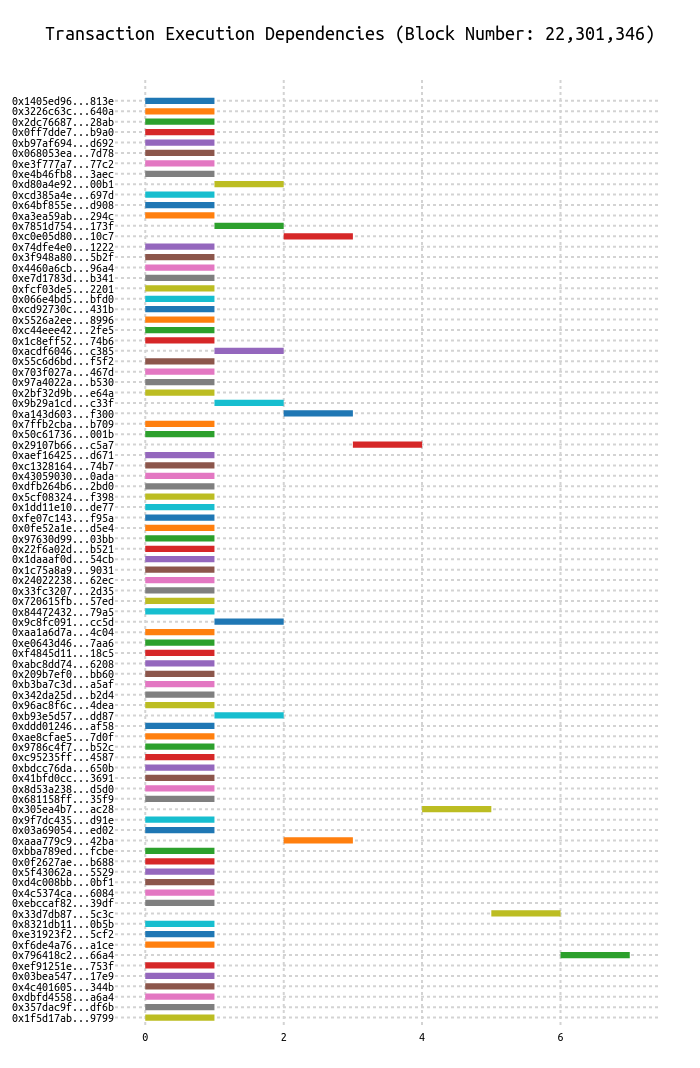 Transaction Execution Dependencies (Block Number: 22,301,346)
0x1405ed96...813e
0x3226c63c...640a
0x2dc76687...28ab
0x0ff7dde7...b9a0
0xb97af694...d692
0x068053ea...7d78
0xe3f777a7...77c2
0xe4b46fb8...3aec
0xd80a4e92...00b1
0xcd385a4e...697d
0x64bf855e...d908
0xa3ea59ab...294c
0x7851d754...173f
0xc0e05d80...10c7
0x74dfe4e0...1222
0x3f948a80...5b2f
0x4460a6cb...96a4
0xe7d1783d...b341
0xfcf03de5...2201
0x066e4bd5...bfd0
0xcd92730c...431b
0x5526a2ee...8996
0xc44eee42...2fe5
0x1c8eff52...74b6
0xacdf6046...c385
0x55c6d6bd...f5f2
0x703f027a...467d
0x97a4022a...b530
0x2bf32d9b...e64a
0x9b29a1cd...c33f
0xa143d603...f300
0x7ffb2cba...b709
0x50c61736...001b
0x29107b66...c5a7
0xaef16425...d671
0xc1328164...74b7
0x43059030...0ada
0xdfb264b6...2bd0
0x5cf08324...f398
0x1dd11e10...de77
0xfe07c143...f95a
0x0fe52a1e...d5e4
0x97630d99...03bb
0x22f6a02d...b521
0x1daaaf0d...54cb
0x1c75a8a9...9031
0x24022238...62ec
0x33fc3207...2d35
0x720615fb...57ed
0x84472432...79a5
0x9c8fc091...cc5d
0xaa1a6d7a...4c04
0xe0643d46...7aa6
0xf4845d11...18c5
0xabc8dd74...6208
0x209b7ef0...bb60
0xb3ba7c3d...a5af
0x342da25d...b2d4
0x96ac8f6c...4dea
0xb93e5d57...dd87
0xddd01246...af58
0xae8cfae5...7d0f
0x9786c4f7...b52c
0xc95235ff...4587
0xbdcc76da...650b
0x41bfd0cc...3691
0x8d53a238...d5d0
0x681158ff...35f9
0x305ea4b7...ac28
0x9f7dc435...d91e
0x03a69054...ed02
0xaaa779c9...42ba
0xbba789ed...fcbe
0x0f2627ae...b688
0x5f43062a...5529
0xd4c008bb...0bf1
0x4c5374ca...6084
0xebccaf82...39df
0x33d7db87...5c3c
0x8321db11...0b5b
0xe31923f2...5cf2
0xf6de4a76...a1ce
0x796418c2...66a4
0xef91251e...753f
0x03bea547...17e9
0x4c401605...344b
0xdbfd4558...a6a4
0x357dac9f...df6b
0x1f5d17ab...9799
0 2 4 6